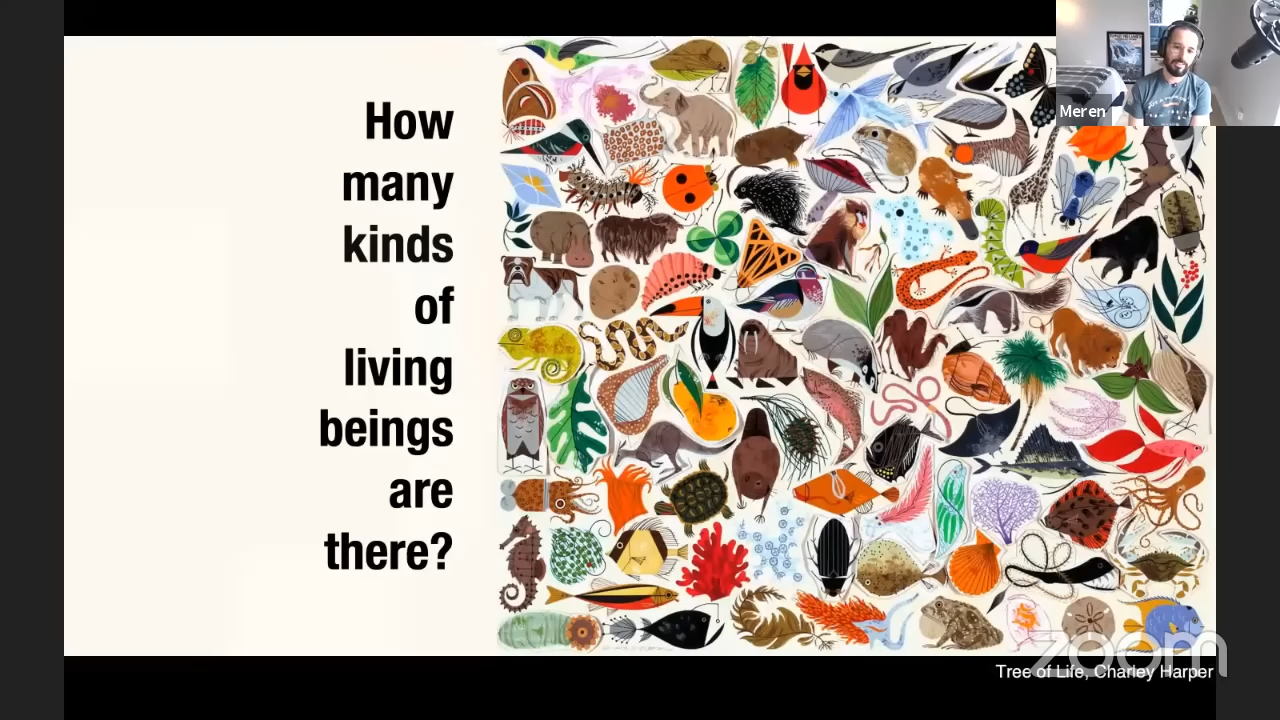 How
many
kinds
of
living
beings
are
there?
Meren
zoom
Tree of Life, Charley Harper